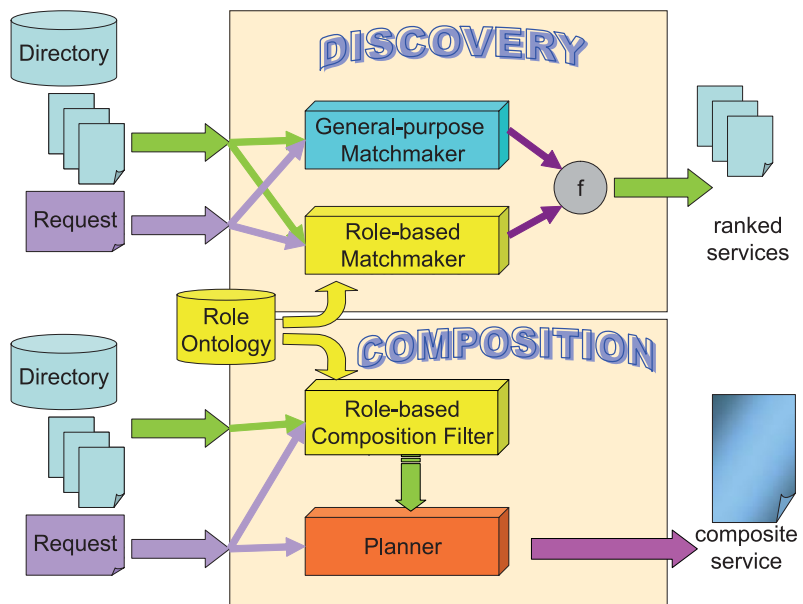 DISCOVERY
Directory
General-purpose
Matchmaker
f
Request
Role-based
Matchmaker
ranked
services
Role
Ontology
COMPOSITION
Directory
Role-based
Composition Filter
Request
Planner
composite
service